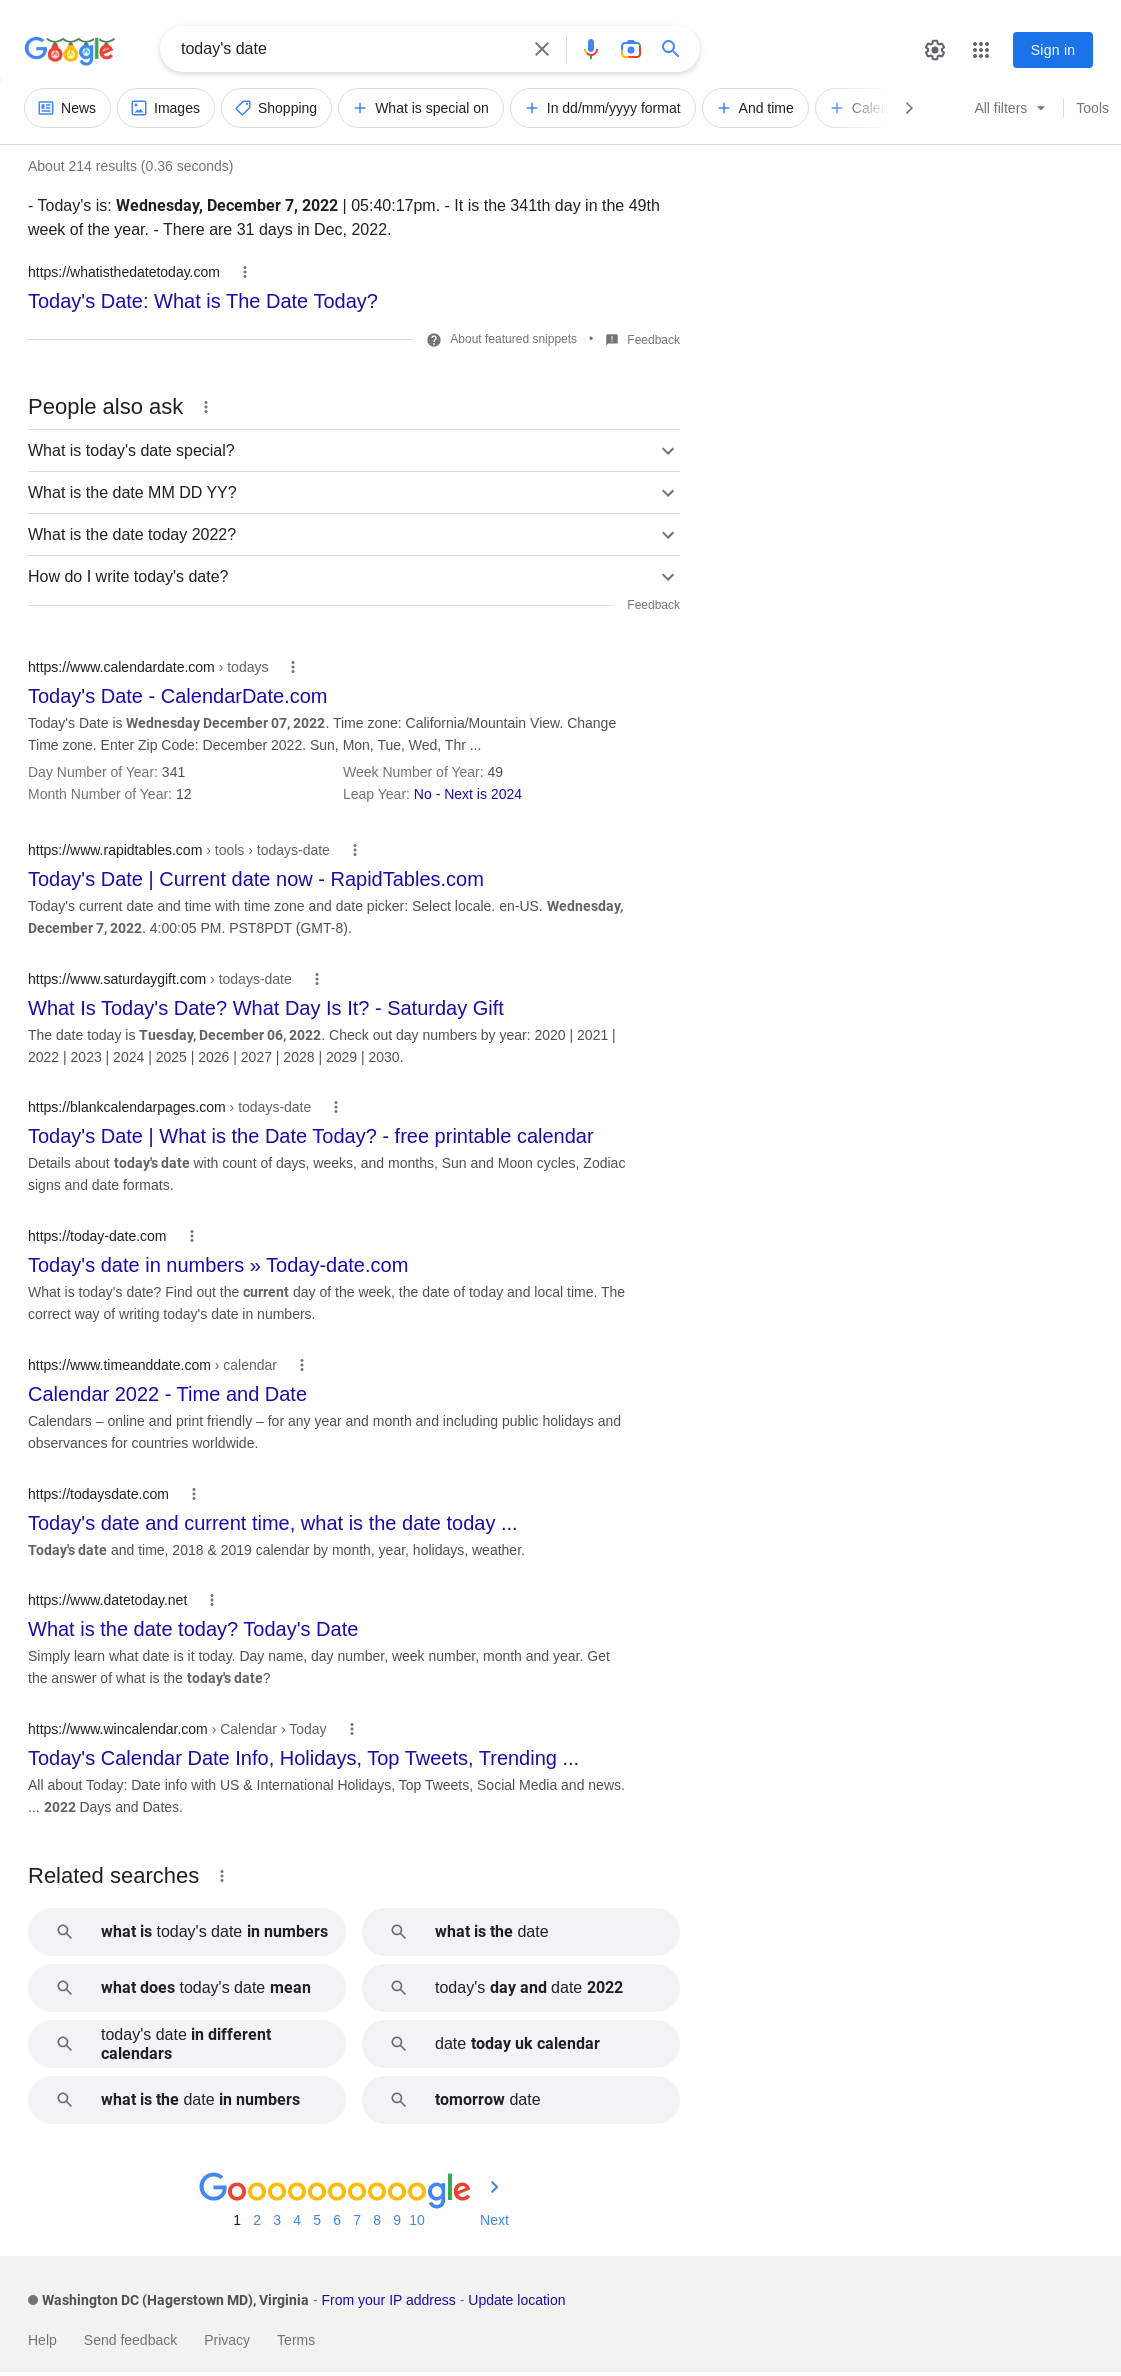 Google
today's date
Sign in
News
Images
Shopping
What is special on
In dd/mm/yyyy format
And time
Calen
All filters
Tools
About 214 results (0.36 seconds)
- Today's is: Wednesday, December 7, 2022 | 05:40:17pm. - It is the 341th day in the 49th
week of the year. - There are 31 days in Dec, 2022.
https://whatisthedatetoday.com
Today's Date: What is The Date Today?
About featured snippets • Feedback
People also ask
What is today's date special?
What is the date MM DD YY?
What is the date today 2022?
How do I write today's date?
Feedback
https://www.calendardate.com › todays
Today's Date - CalendarDate.com
Today's Date is Wednesday December 07, 2022. Time zone: California/Mountain View. Change
Time zone. Enter Zip Code: December 2022. Sun, Mon, Tue, Wed, Thr ...
Day Number of Year: 341 Week Number of Year: 49
Month Number of Year: 12 Leap Year: No - Next is 2024
https://www.rapidtables.com › tools › todays-date
Today's Date | Current date now - RapidTables.com
Today's current date and time with time zone and date picker: Select locale. en-US. Wednesday,
December 7, 2022. 4:00:05 PM. PST8PDT (GMT-8).
https://www.saturdaygift.com › todays-date
What Is Today's Date? What Day Is It? - Saturday Gift
The date today is Tuesday, December 06, 2022. Check out day numbers by year: 2020 | 2021 |
2022 | 2023 | 2024 | 2025 | 2026 | 2027 | 2028 | 2029 | 2030.
https://blankcalendarpages.com › todays-date
Today's Date | What is the Date Today? - free printable calendar
Details about today's date with count of days, weeks, and months, Sun and Moon cycles, Zodiac
signs and date formats.
https://today-date.com
Today's date in numbers » Today-date.com
What is today's date? Find out the current day of the week, the date of today and local time. The
correct way of writing today's date in numbers.
https://www.timeanddate.com › calendar
Calendar 2022 - Time and Date
Calendars – online and print friendly – for any year and month and including public holidays and
observances for countries worldwide.
https://todaysdate.com
Today's date and current time, what is the date today ...
Today's date and time, 2018 & 2019 calendar by month, year, holidays, weather.
https://www.datetoday.net
What is the date today? Today's Date
Simply learn what date is it today. Day name, day number, week number, month and year. Get
the answer of what is the today's date?
https://www.wincalendar.com › Calendar › Today
Today's Calendar Date Info, Holidays, Top Tweets, Trending ...
All about Today: Date info with US & International Holidays, Top Tweets, Social Media and news.
... 2022 Days and Dates.
Related searches
what is today's date in numbers
what is the date
what does today's date mean
today's day and date 2022
today's date in different
calendars
date today uk calendar
what is the date in numbers
tomorrow date
Goooooooooogle
1 2 3 4 5 6 7 8 9 10 Next
Washington DC (Hagerstown MD), Virginia - From your IP address - Update location
Help Send feedback Privacy Terms